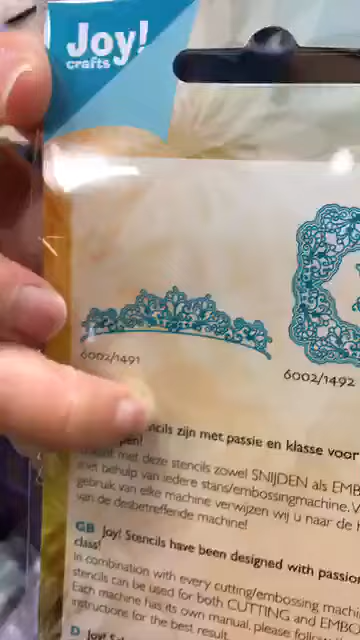 Joy!
crafts
6002/1491
6002/1492
zijn met passie en klasse voor
met deze stencils zowel SNIJDEN als EMB
met behulp van iedere stans/embossingmachine. V
gebruik van elke machine verwijzen wij u naar de h
van de desbetreffende machine!
GB Joy! Stencils have been designed with passion
class!
In combination with every cutting/embossing machi
stencils can be used for both CUTTING and EMBO
Each machine has its own manual, please follow
instructions for the best result.
D Joy!